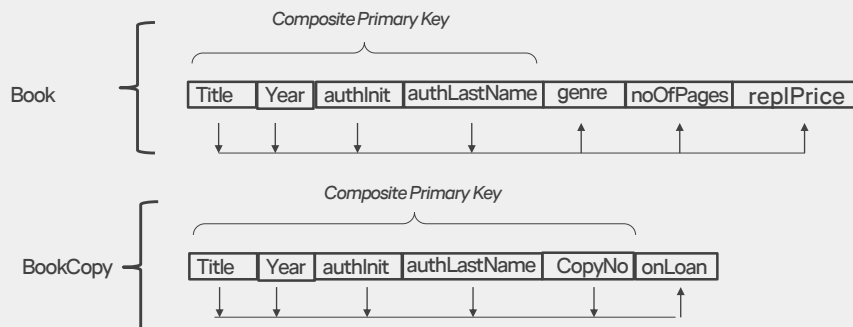 Composite Primary Key
Book
Title Year authInit authLastName genre noOfPages replPrice
Composite Primary Key
BookCopy
Title Year authInit authLastName CopyNo onLoan